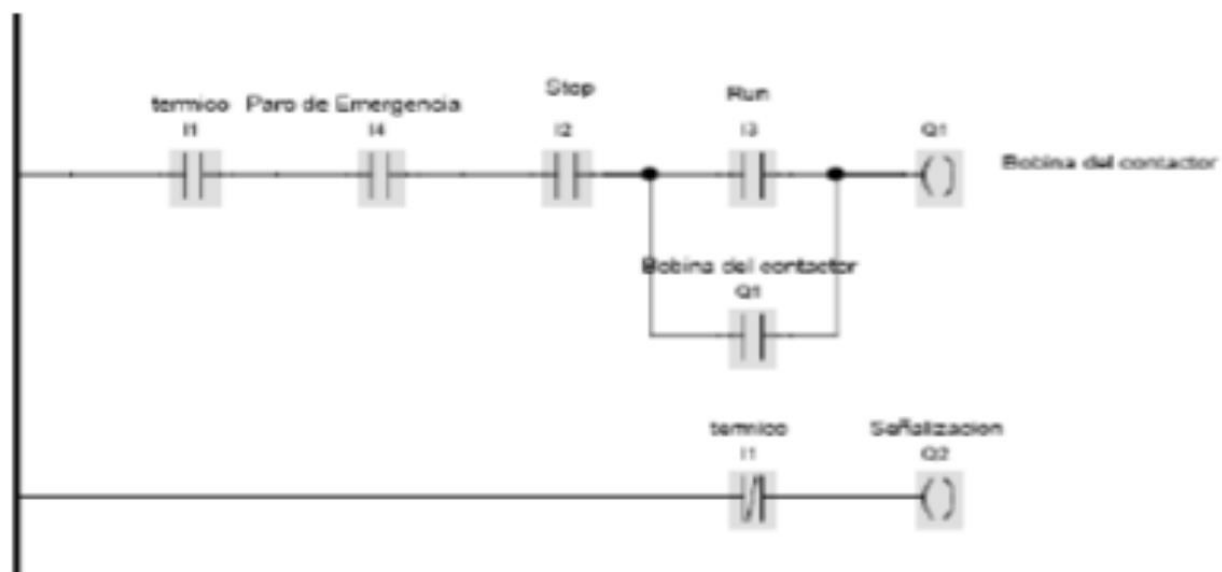 termico Paro de Emergencia Stop Run
I1 I4 I2 I3 Q1
Bobina del contactor
Bobina del contactor
Q1
termico Señalizacion
I1 Q2